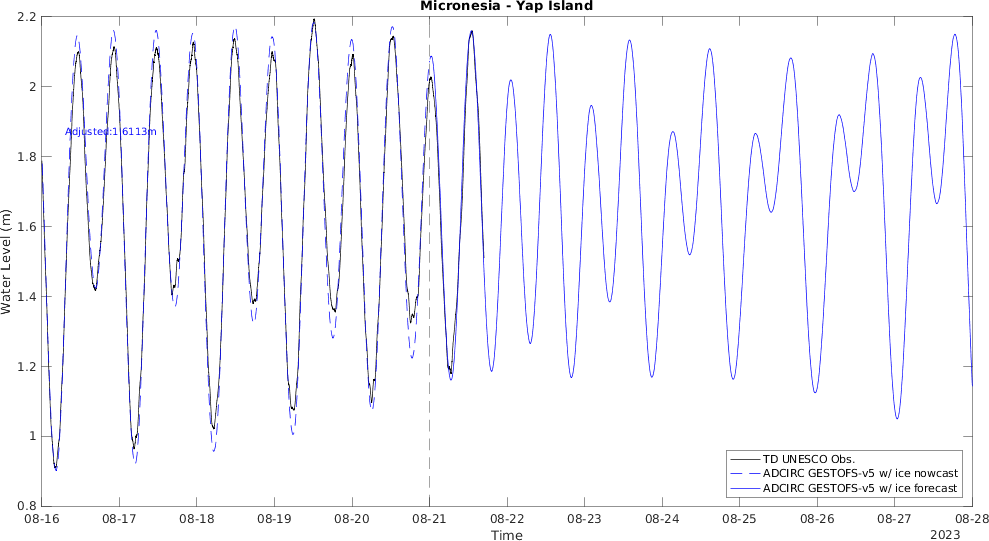 Micronesia - Yap Island
2.2
2
1.8
1.6
1.4
1.2
1
0.8
Water Level (m)
Adjusted:1.6113m
TD UNESCO Obs.
ADCIRC GESTOFS-v5 w/ ice nowcast
ADCIRC GESTOFS-v5 w/ ice forecast
08-16 08-17 08-18 08-19 08-20 08-21 08-22 08-23 08-24 08-25 08-26 08-27 08-28
Time
2023